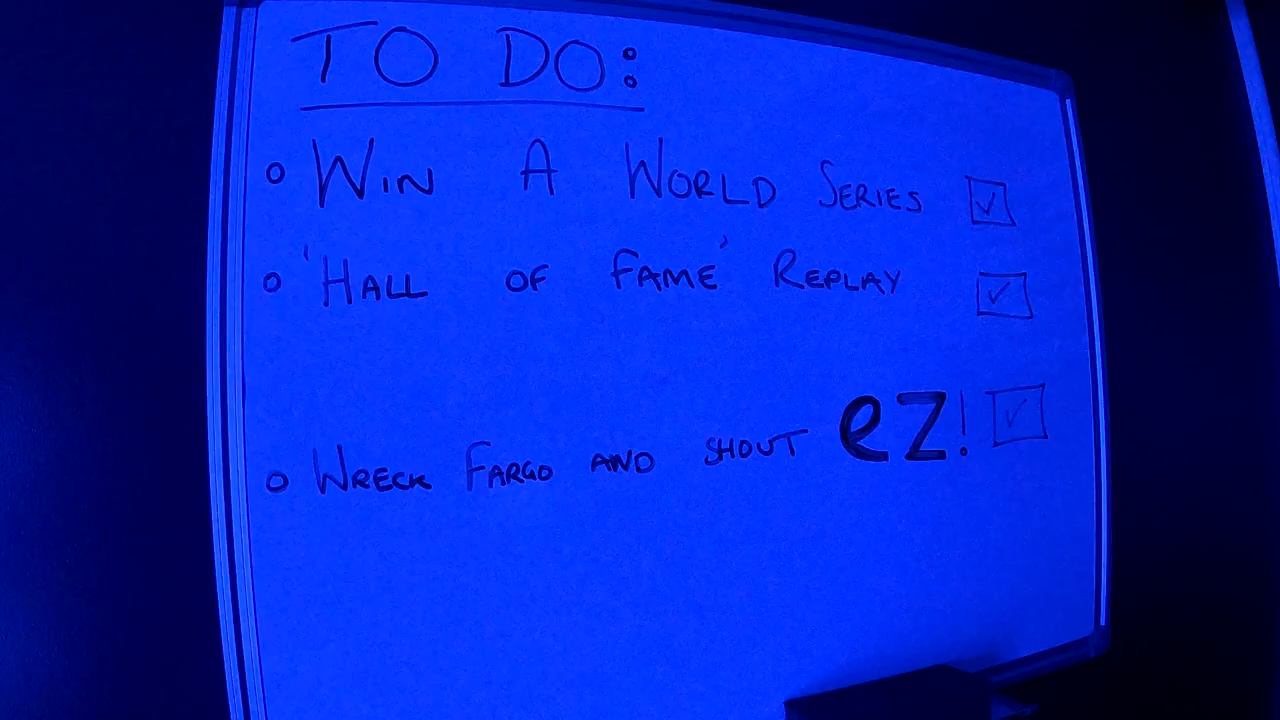 TO DO:
WIN A WORLD SERIES
'HALL OF FAME' REPLAY
WRECK FARGO AND SHOUT eZ!